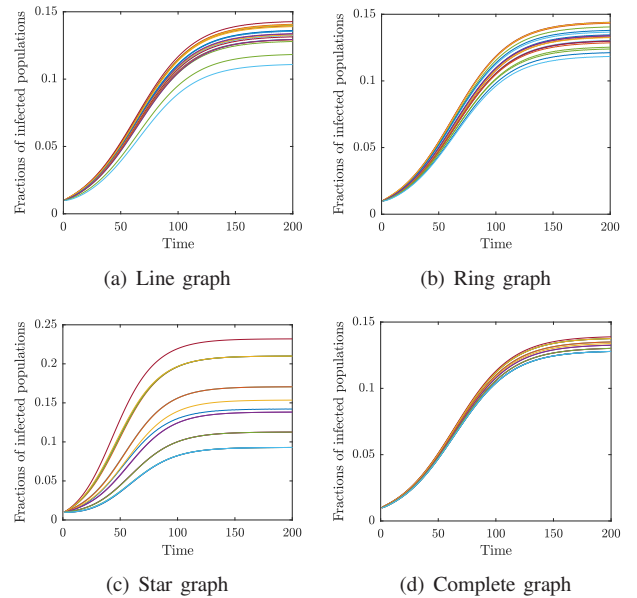 Fractions of infected populations
0.15
0.1
0.05
0
0 50 100 150 200
Time
(a) Line graph
Fractions of infected populations
0.15
0.1
0.05
0
0 50 100 150 200
Time
(b) Ring graph
Fractions of infected populations
0.25
0.2
0.15
0.1
0.05
0
0 50 100 150 200
Time
(c) Star graph
Fractions of infected populations
0.15
0.1
0.05
0
0 50 100 150 200
Time
(d) Complete graph